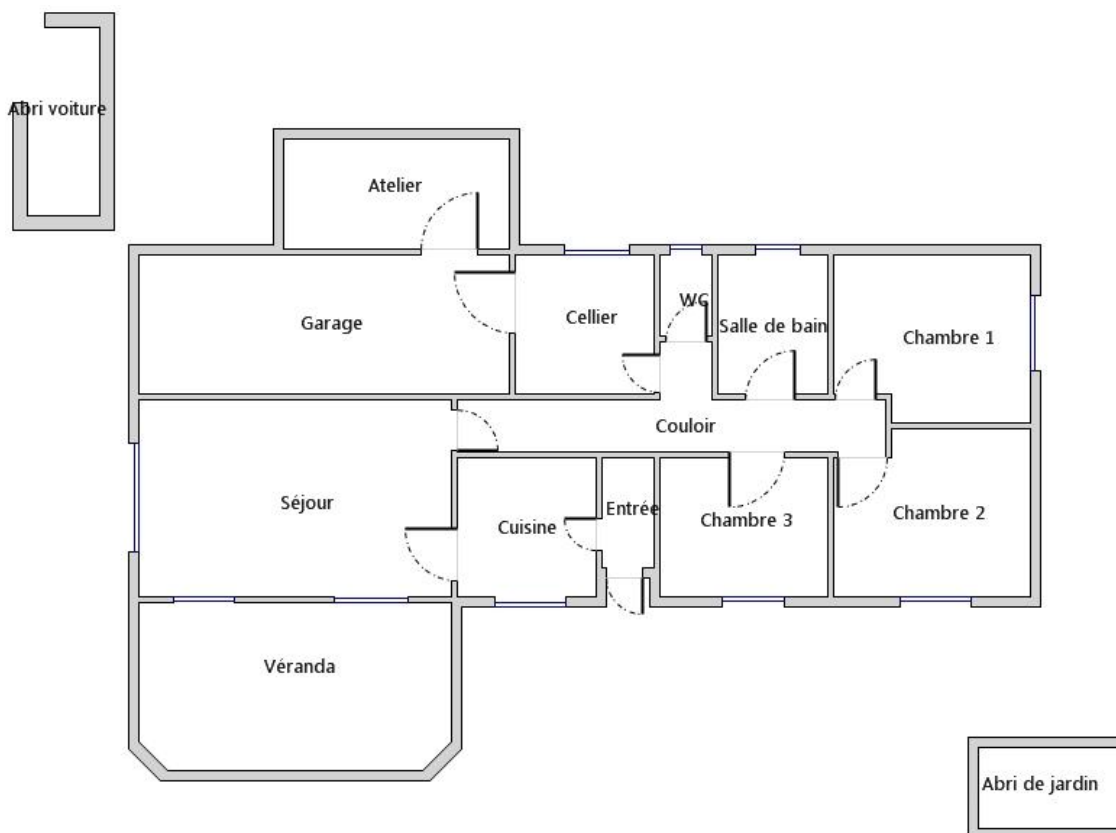 Abri voiture
Atelier
Garage
Cellier
WC
Salle de bain
Chambre 1
Couloir
Séjour
Cuisine
Entrée
Chambre 3
Chambre 2
Véranda
Abri de jardin